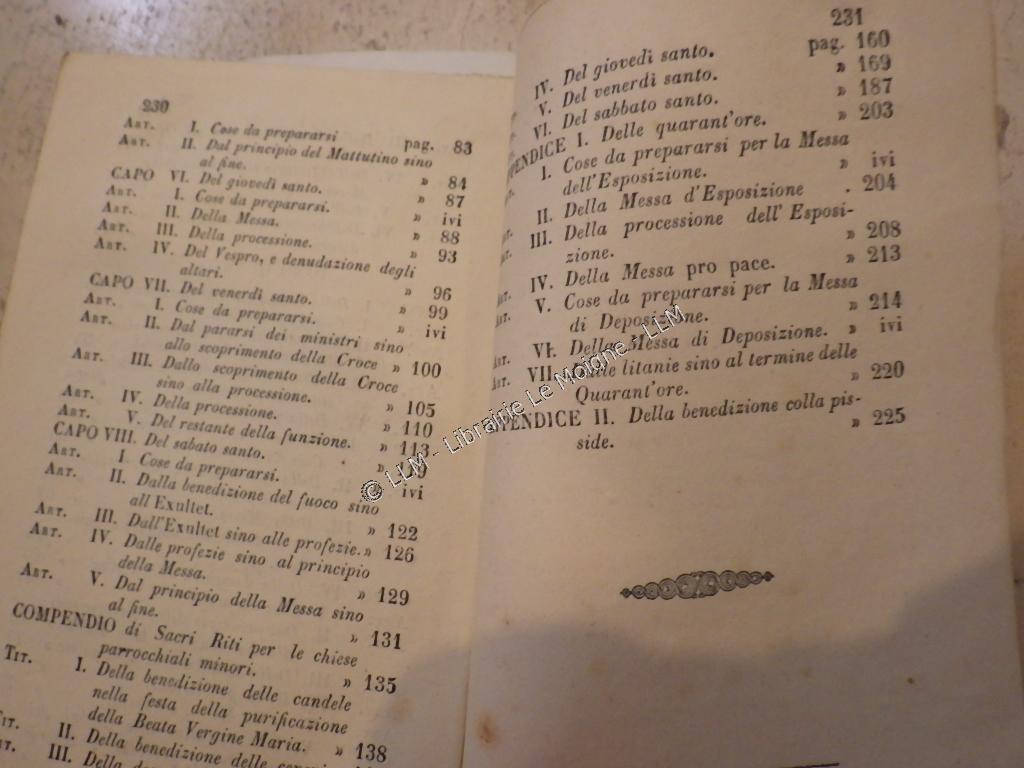 230
Art. I. Cose da prepararsi pag. 83
Art. II. Dal principio del Mattutino sino
al fine. » 84
CAPO VI. Del giovedì santo. » 87
Art. I. Cose da prepararsi. » ivi
Art. II. Della Messa. » 88
Art. III. Della processione. » 93
Art. IV. Del Vespro, e denudazione degli
altari. » 96
CAPO VII. Del venerdì santo. » 99
Art. I. Cose da prepararsi. » ivi
Art. II. Dal pararsi dei ministri sino
allo scoprimento della Croce » 100
Art. III. Dallo scoprimento della Croce
sino alla processione. » 105
Art. IV. Della processione. » 110
Art. V. Del restante della funzione. » 113
CAPO VIII. Del sabato santo. »
Art. I. Cose da prepararsi. ivi
Art. II. Dalla benedizione del fuoco sino
all'Exultet. » 122
Art. III. Dall'Exultet sino alle profezie. » 126
Art. IV. Dalle profezie sino al principio
della Messa. » 129
Art. V. Dal principio della Messa sino
al fine. » 131
COMPENDIO di Sacri Riti per le chiese
parrocchiali minori. » 135
Tit. I. Della benedizione delle candele
nella festa della purificazione
della Beata Vergine Maria. » 138
Tit. II. Della benedizione delle
III. Della
231
IV. Del giovedì santo. pag. 160
V. Del venerdì santo. » 169
VI. Del sabbato santo. » 187
PENDICE I. Delle quarant'ore. » 203
I. Cose da prepararsi per la Messa
dell'Esposizione. » ivi
II. Della Messa d'Esposizione . 204
III. Della processione dell'Esposi-
zione. » 208
IV. Della Messa pro pace. » 213
V. Cose da prepararsi per la Messa
di Deposizione. » 214
VI. Della Messa di Deposizione. » ivi
VII. litanie sino al termine delle
Quarant'ore. » 220
PENDICE II. Della benedizione colla pis-
side. » 225
© LLM - Librairie Le Moigne - LLM